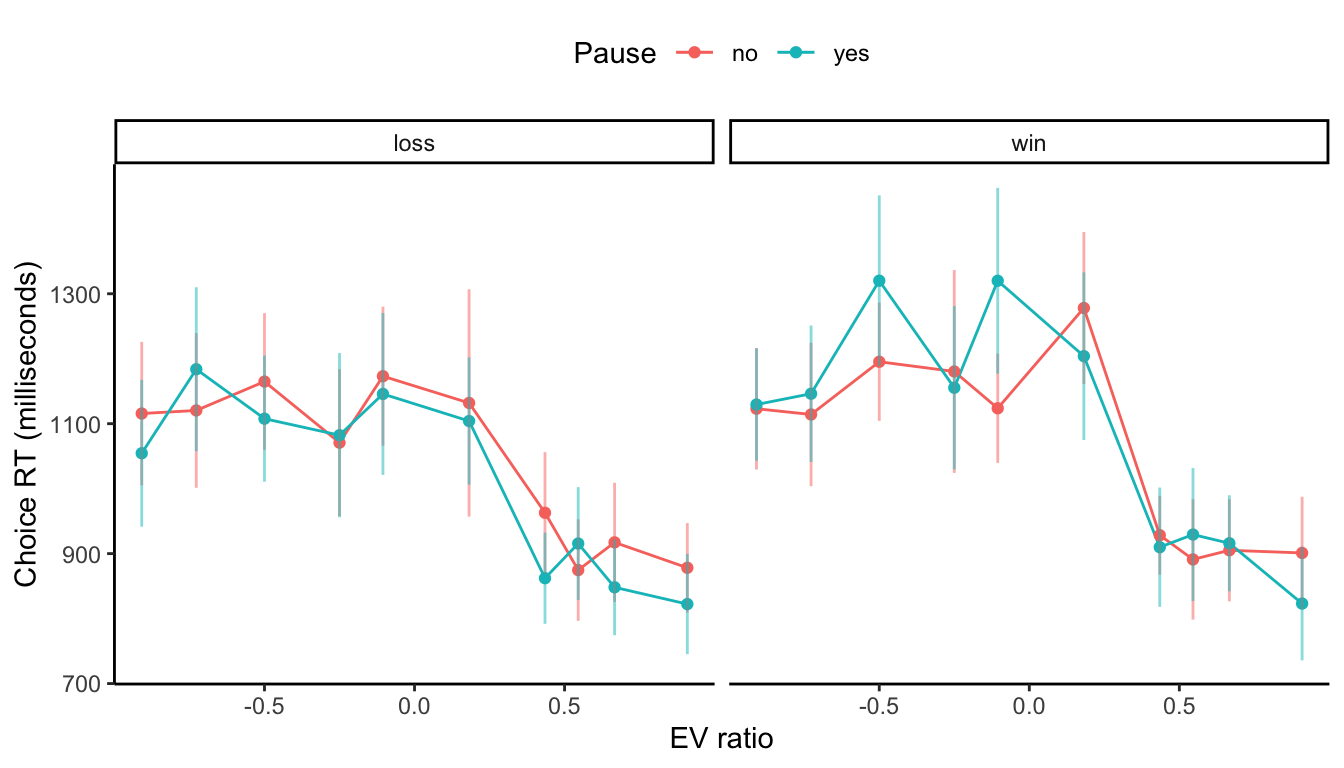 Pause no yes
loss win
Choice RT (milliseconds)
1300
1100
900
700
-0.5 0.0 0.5 -0.5 0.0 0.5
EV ratio